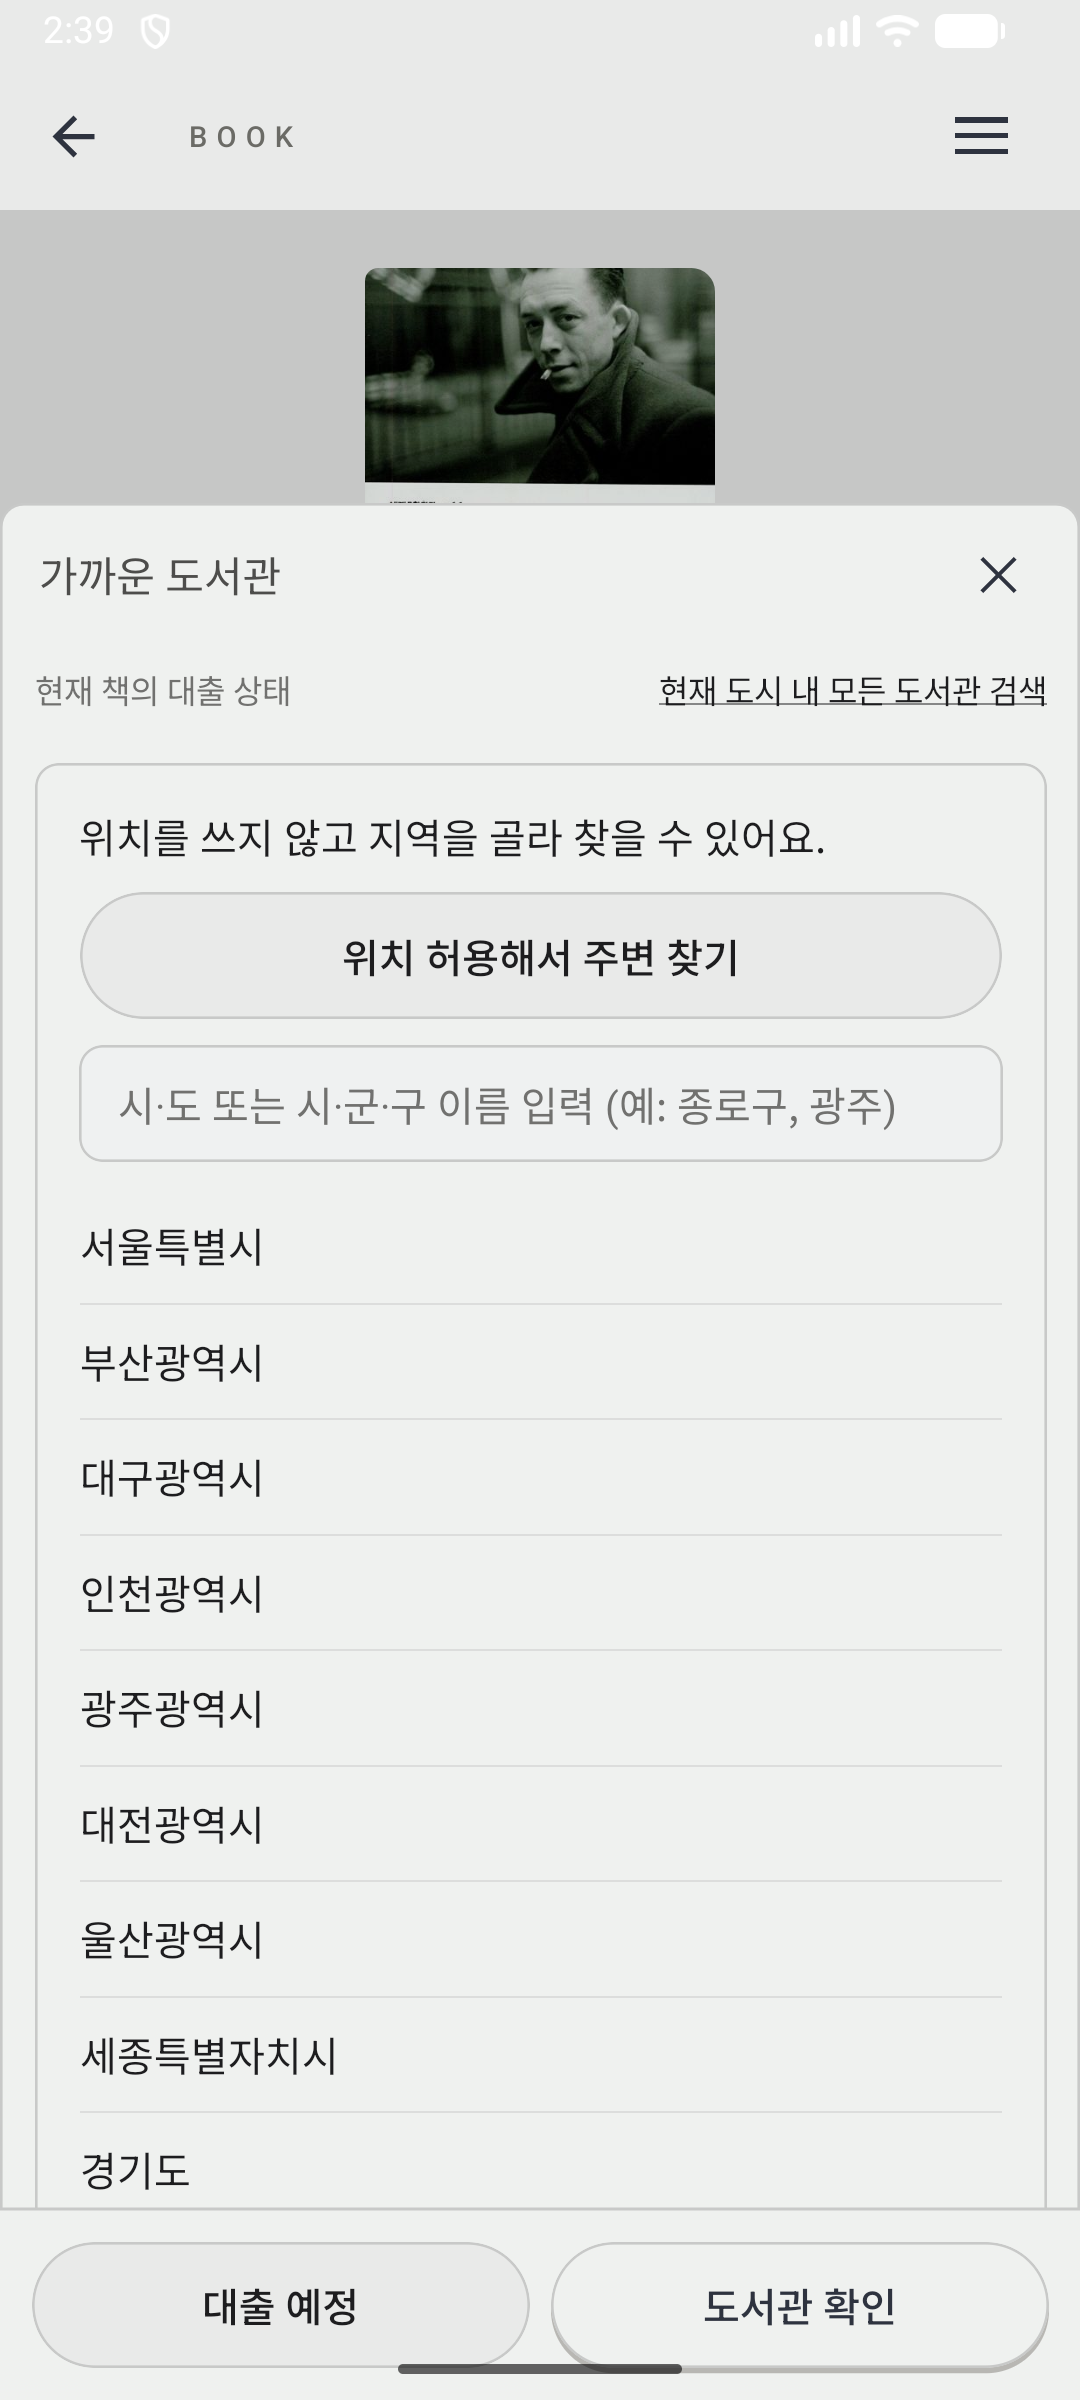 2:39
BOOK
가까운 도서관
현재 책의 대출 상태
현재 도시 내 모든 도서관 검색
위치를 쓰지 않고 지역을 골라 찾을 수 있어요.
위치 허용해서 주변 찾기
시·도 또는 시·군·구 이름 입력 (예: 종로구, 광주)
서울특별시
부산광역시
대구광역시
인천광역시
광주광역시
대전광역시
울산광역시
세종특별자치시
경기도
대출 예정
도서관 확인